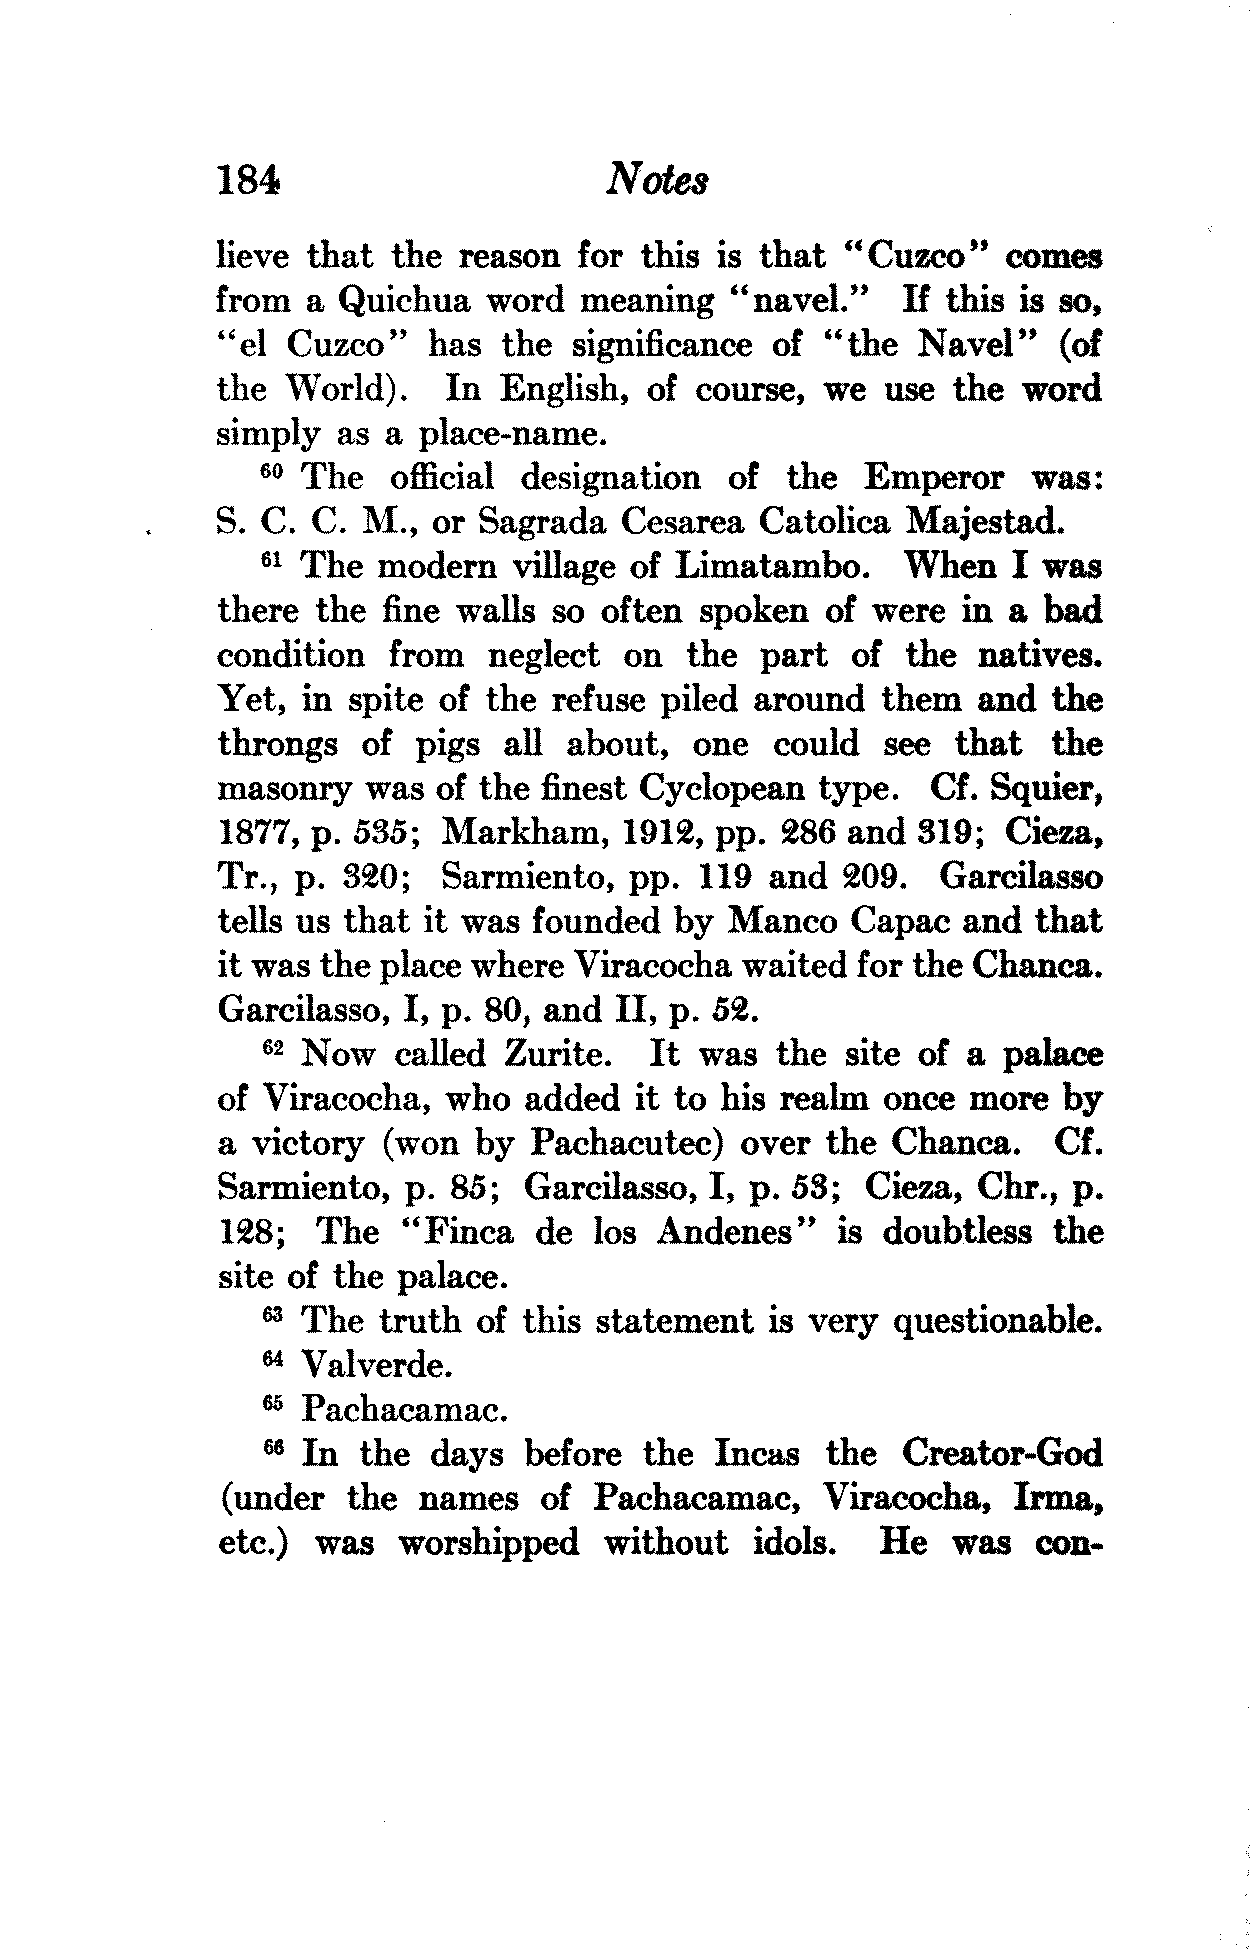 184 Notes
lieve that the reason for this is that “Cuzco” comes
from a Quichua word meaning “navel.” If this is so,
“el Cuzco” has the significance of “the Navel” (of
the World). In English, of course, we use the word
simply as a place-name.
⁶⁰ The official designation of the Emperor was:
S. C. C. M., or Sagrada Cesarea Catolica Majestad.
⁶¹ The modern village of Limatambo. When I was
there the fine walls so often spoken of were in a bad
condition from neglect on the part of the natives.
Yet, in spite of the refuse piled around them and the
throngs of pigs all about, one could see that the
masonry was of the finest Cyclopean type. Cf. Squier,
1877, p. 535; Markham, 1912, pp. 286 and 319; Cieza,
Tr., p. 320; Sarmiento, pp. 119 and 209. Garcilasso
tells us that it was founded by Manco Capac and that
it was the place where Viracocha waited for the Chanca.
Garcilasso, I, p. 80, and II, p. 52.
⁶² Now called Zurite. It was the site of a palace
of Viracocha, who added it to his realm once more by
a victory (won by Pachacutec) over the Chanca. Cf.
Sarmiento, p. 85; Garcilasso, I, p. 53; Cieza, Chr., p.
128; The “Finca de los Andenes” is doubtless the
site of the palace.
⁶³ The truth of this statement is very questionable.
⁶⁴ Valverde.
⁶⁵ Pachacamac.
⁶⁶ In the days before the Incas the Creator-God
(under the names of Pachacamac, Viracocha, Irma,
etc.) was worshipped without idols. He was con-